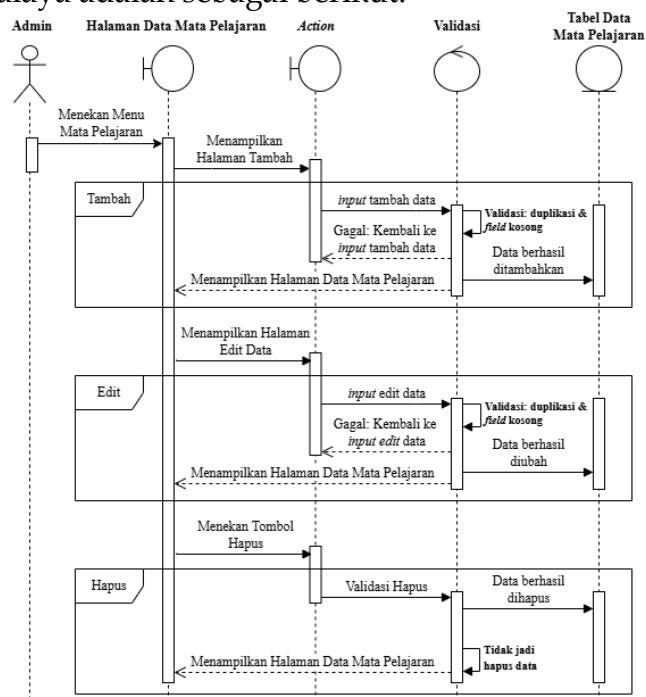 adalah sebagai berikut.
Admin
Halaman Data Mata Pelajaran
Action
Validasi
Tabel Data
Mata Pelajaran
Menekan Menu
Mata Pelajaran
Menampilkan
Halaman Tambah
Tambah
input tambah data
Validasi: duplikasi &
field kosong
Gagal: Kembali ke
input tambah data
Data berhasil
ditambahkan
Menampilkan Halaman Data Mata Pelajaran
Menampilkan Halaman
Edit Data
Edit
input edit data
Validasi: duplikasi &
field kosong
Gagal: Kembali ke
input edit data
Data berhasil
diubah
Menampilkan Halaman Data Mata Pelajaran
Menekan Tombol
Hapus
Hapus
Validasi Hapus
Data berhasil
dihapus
Tidak jadi
hapus data
Menampilkan Halaman Data Mata Pelajaran